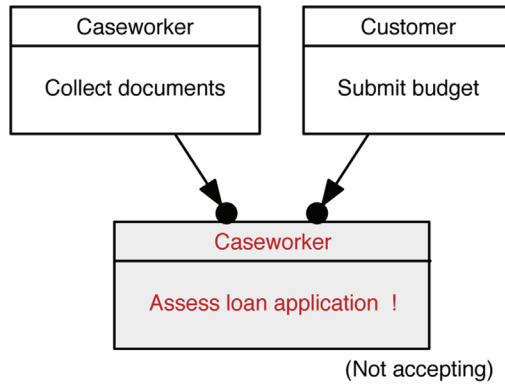 Caseworker
Collect documents
Customer
Submit budget
Caseworker
Assess loan application !
(Not accepting)